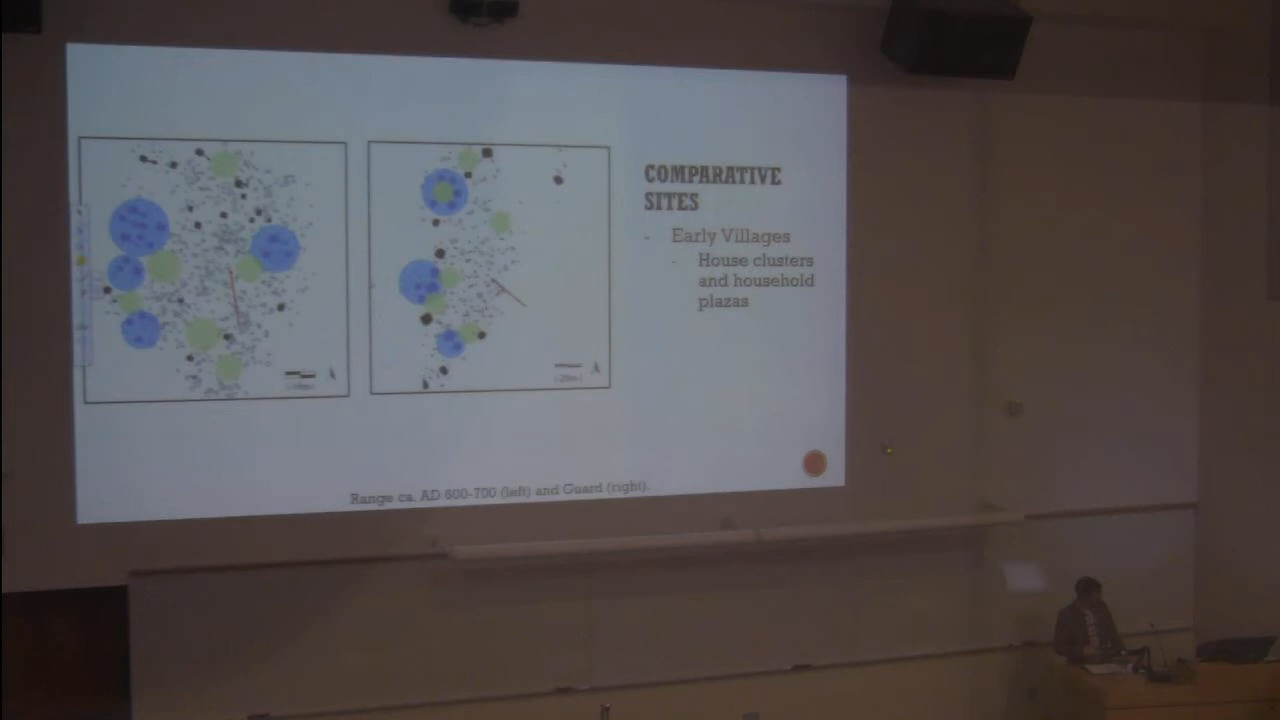 COMPARATIVE
SITES
- Early Villages
- House clusters
and household
plazas
Range ca. AD 600-700 (left) and Guard (right).